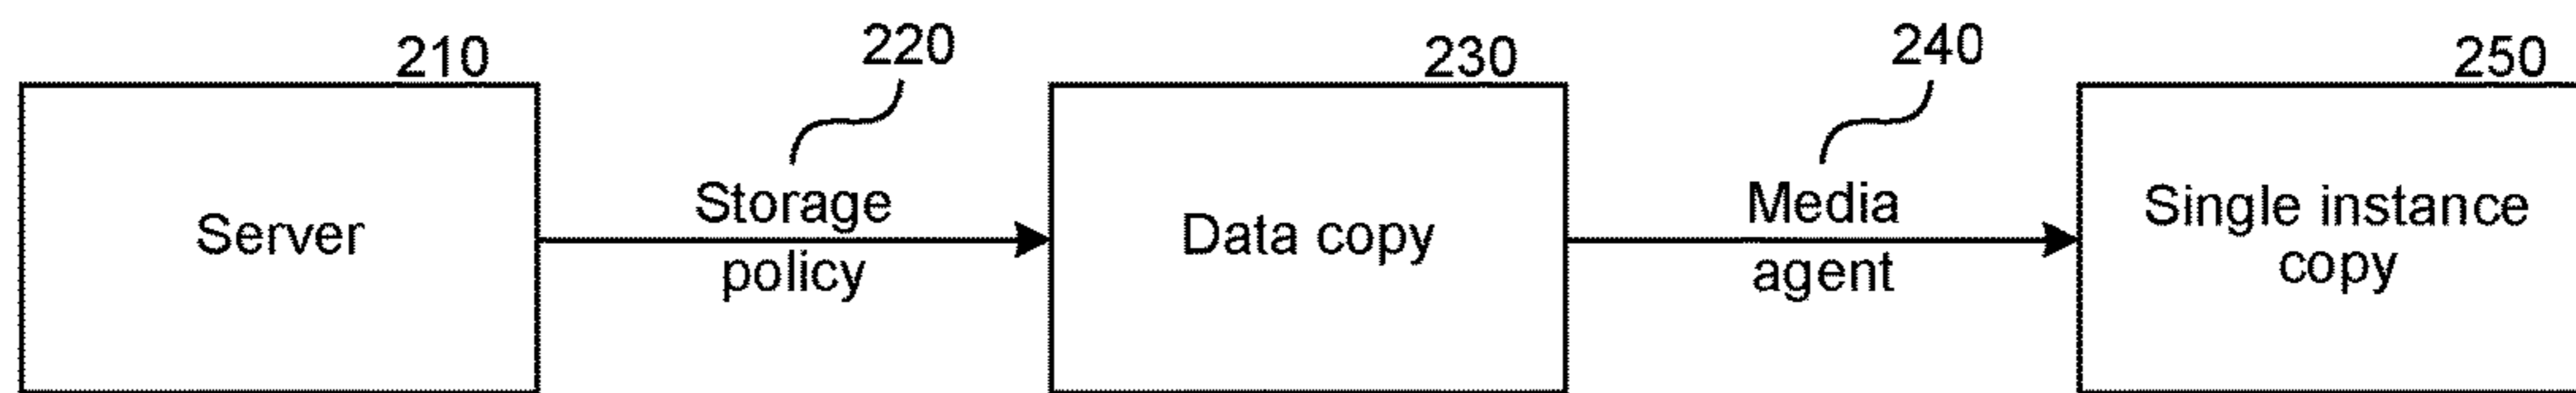 210
220
230
240
250
Server
Storage
policy
Data copy
Media
agent
Single instance
copy